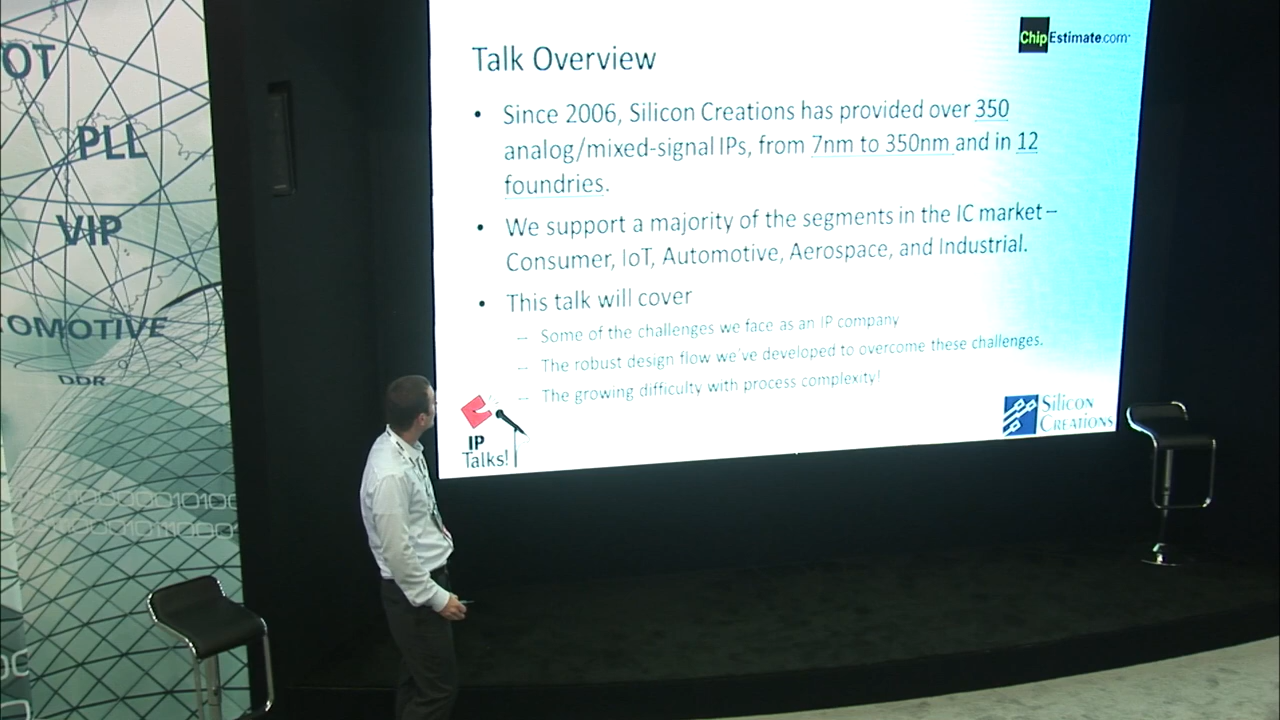 OT
PLL
VIP
OMOTIVE
DDR
00000010100
0000111000
OC
ChipEstimate.com
Talk Overview
• Since 2006, Silicon Creations has provided over 350
analog/mixed-signal IPs, from 7nm to 350nm and in 12
foundries.
• We support a majority of the segments in the IC market –
Consumer, IoT, Automotive, Aerospace, and Industrial.
• This talk will cover
– Some of the challenges we face as an IP company
– The robust design flow we've developed to overcome these challenges.
– The growing difficulty with process complexity!
IP
Talks!
Silicon
Creations